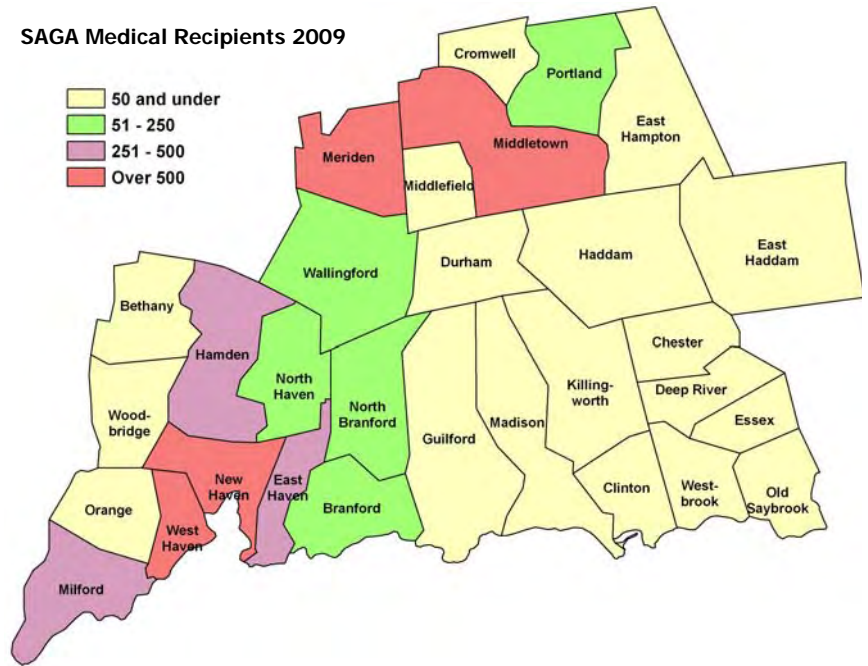 SAGA Medical Recipients 2009
50 and under
51 - 250
251 - 500
Over 500
Cromwell
Portland
East
Hampton
Meriden
Middletown
Middlefield
Wallingford
Durham
Haddam
East
Haddam
Bethany
Hamden
North
Haven
Chester
Killing-
worth
Deep River
Wood-
bridge
North
Branford
Guilford
Madison
Essex
New
Haven
East
Haven
Clinton
West-
brook
Old
Saybrook
Orange
West
Haven
Branford
Milford